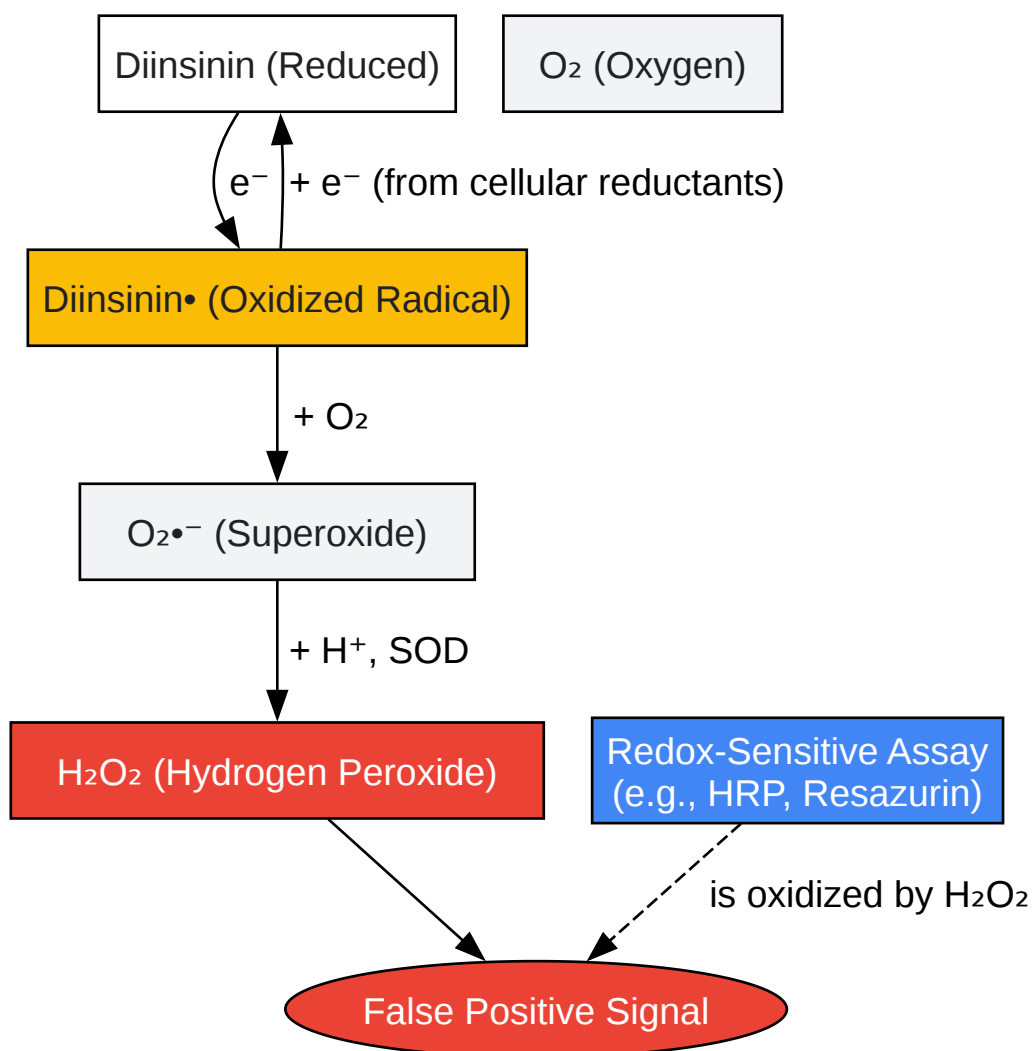 Diinsinin (Reduced)
O₂ (Oxygen)
e⁻
+ e⁻ (from cellular reductants)
Diinsinin• (Oxidized Radical)
+ O₂
O₂•⁻ (Superoxide)
+ H⁺, SOD
H₂O₂ (Hydrogen Peroxide)
Redox-Sensitive Assay
(e.g., HRP, Resazurin)
is oxidized by H₂O₂
False Positive Signal